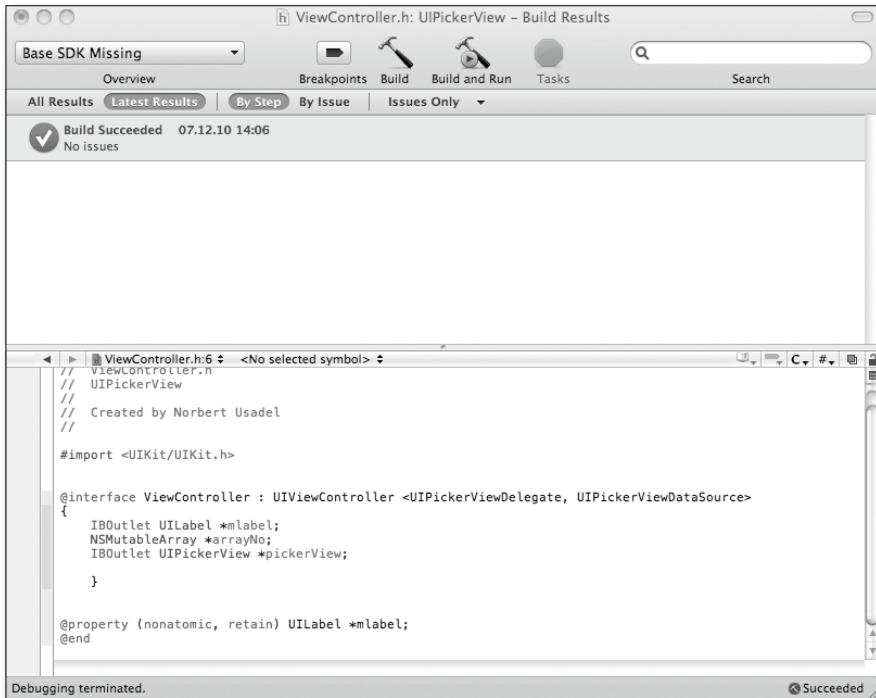 ViewController.h: UIPickerView – Build Results
Base SDK Missing
Overview Breakpoints Build Build and Run Tasks Search
All Results Latest Results By Step By Issue Issues Only
Build Succeeded 07.12.10 14:06
No issues
ViewController.h:6 <No selected symbol> C #
// ViewController.h
// UIPickerView
//
// Created by Norbert Usadel
//
#import <UIKit/UIKit.h>
@interface ViewController : UIViewController <UIPickerViewDelegate, UIPickerViewDataSource>
{
IBOutlet UILabel *mlabel;
NSMutableArray *arrayNo;
IBOutlet UIPickerView *pickerView;
}
@property (nonatomic, retain) UILabel *mlabel;
@end
Debugging terminated. Succeeded